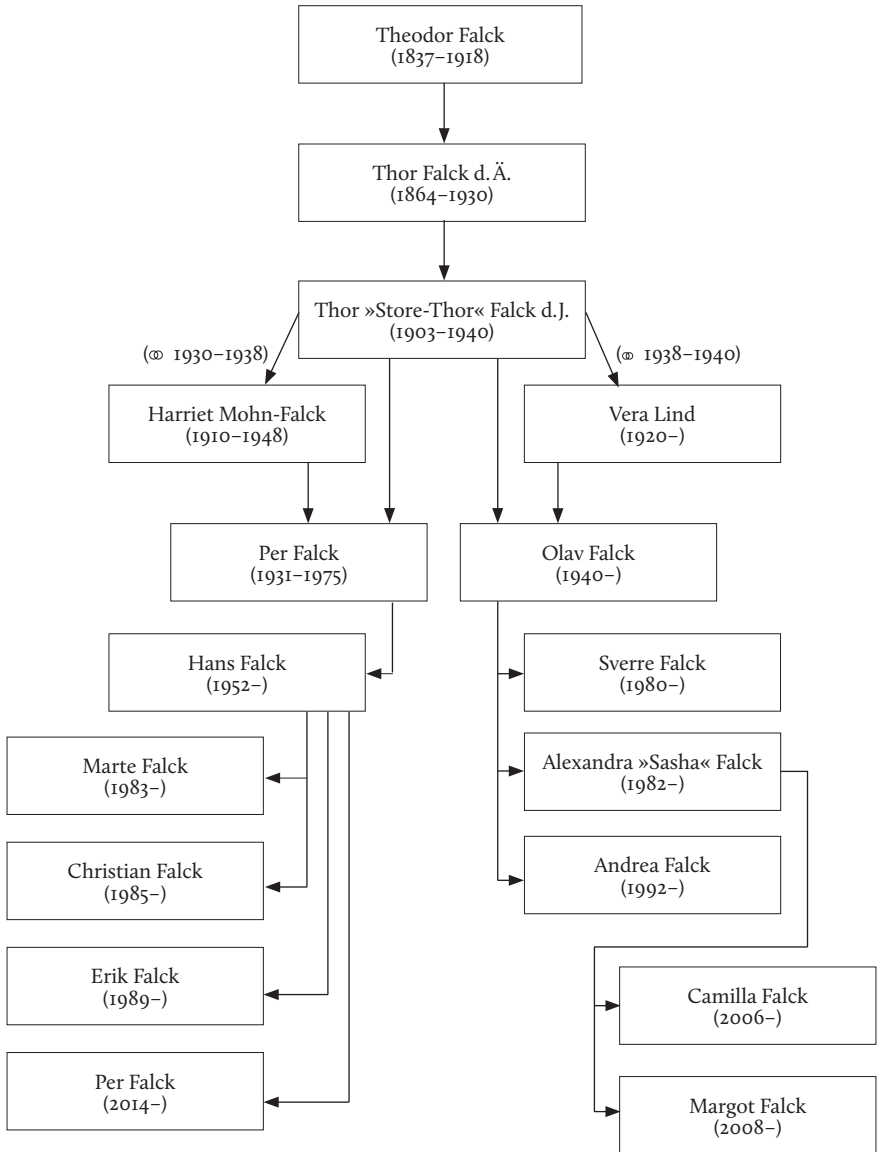 Theodor Falck
(1837–1918)
Thor Falck d. Ä.
(1864–1930)
Thor »Store-Thor« Falck d. J.
(1903–1940)
(⚭ 1930–1938)
(⚭ 1938–1940)
Harriet Mohn-Falck
(1910–1948)
Vera Lind
(1920–)
Per Falck
(1931–1975)
Olav Falck
(1940–)
Hans Falck
(1952–)
Sverre Falck
(1980–)
Marte Falck
(1983–)
Alexandra »Sasha« Falck
(1982–)
Christian Falck
(1985–)
Andrea Falck
(1992–)
Erik Falck
(1989–)
Camilla Falck
(2006–)
Per Falck
(2014–)
Margot Falck
(2008–)